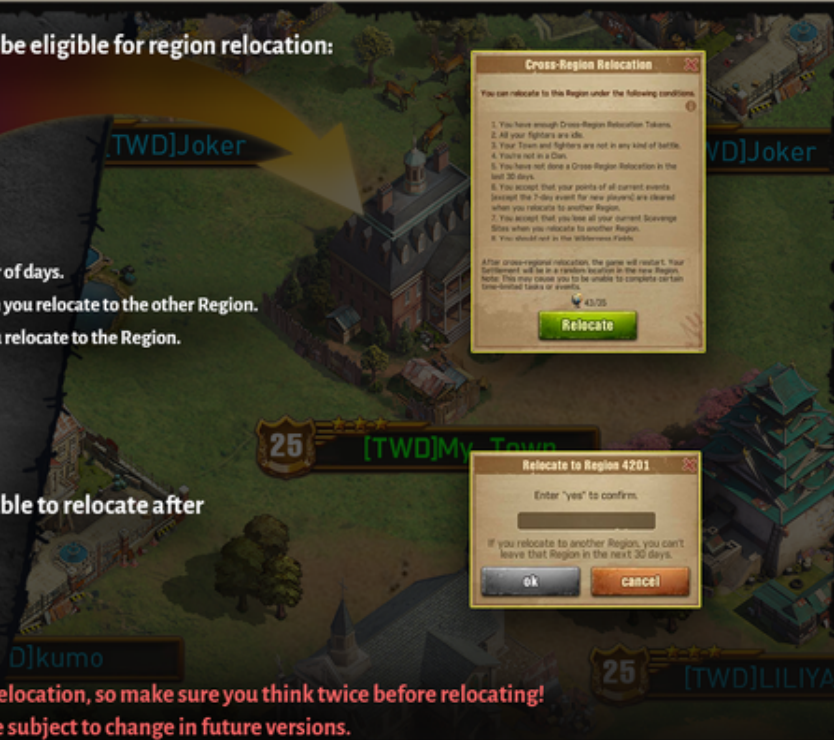 be eligible for region relocation:
Cross-Region Relocation
You can relocate to this Region under the following conditions.
1. You have enough Cross-Region Relocation Tokens.
2. All your fighters are idle.
3. Your Town and fighters are not in any kind of battle.
4. You're not in a Clan.
5. You have not done a Cross-Region Relocation in the
last 30 days.
6. You accept that your points of all current events
(except the 7-day event for new players) are cleared
when you relocate to another Region.
7. You accept that you lose all your current Scavenge
Sites when you relocate to another Region.
8. You should not in the Wilderness Fields.
After cross-regional relocation, the game will restart. Your
Settlement will be in a random location in the new Region.
Note: This may cause you to be unable to complete certain
time-limited tasks or events.
43/35
Relocate
[TWD]Joker
WD]Joker
of days.
you relocate to the other Region.
relocate to the Region.
25
[TWD]My Town
Relocate to Region 4201
Enter "yes" to confirm.
If you relocate to another Region, you can't
leave that Region in the next 30 days.
ok
cancel
ble to relocate after
D]kumo
25
[TWD]LILIYA
elocation, so make sure you think twice before relocating!
e subject to change in future versions.